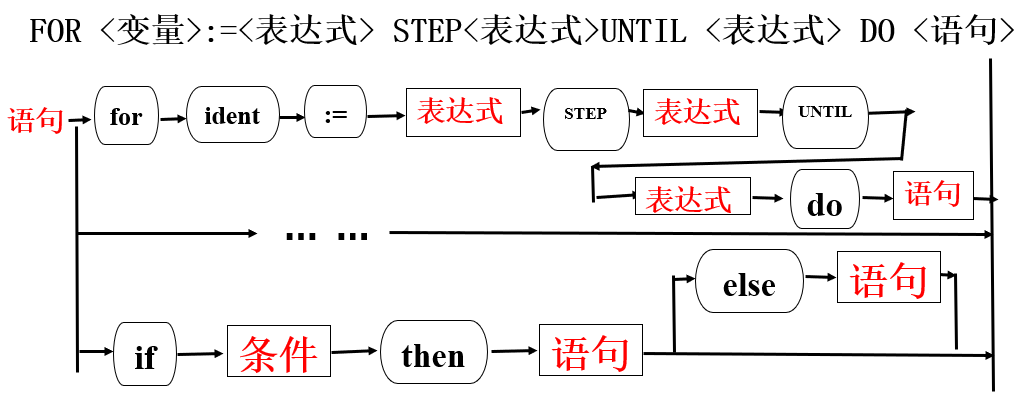 FOR <变量>:=<表达式> STEP<表达式>UNTIL <表达式> DO <语句>
语句 for ident := 表达式 STEP 表达式 UNTIL
表达式 do 语句
... ...
else 语句
if 条件 then 语句